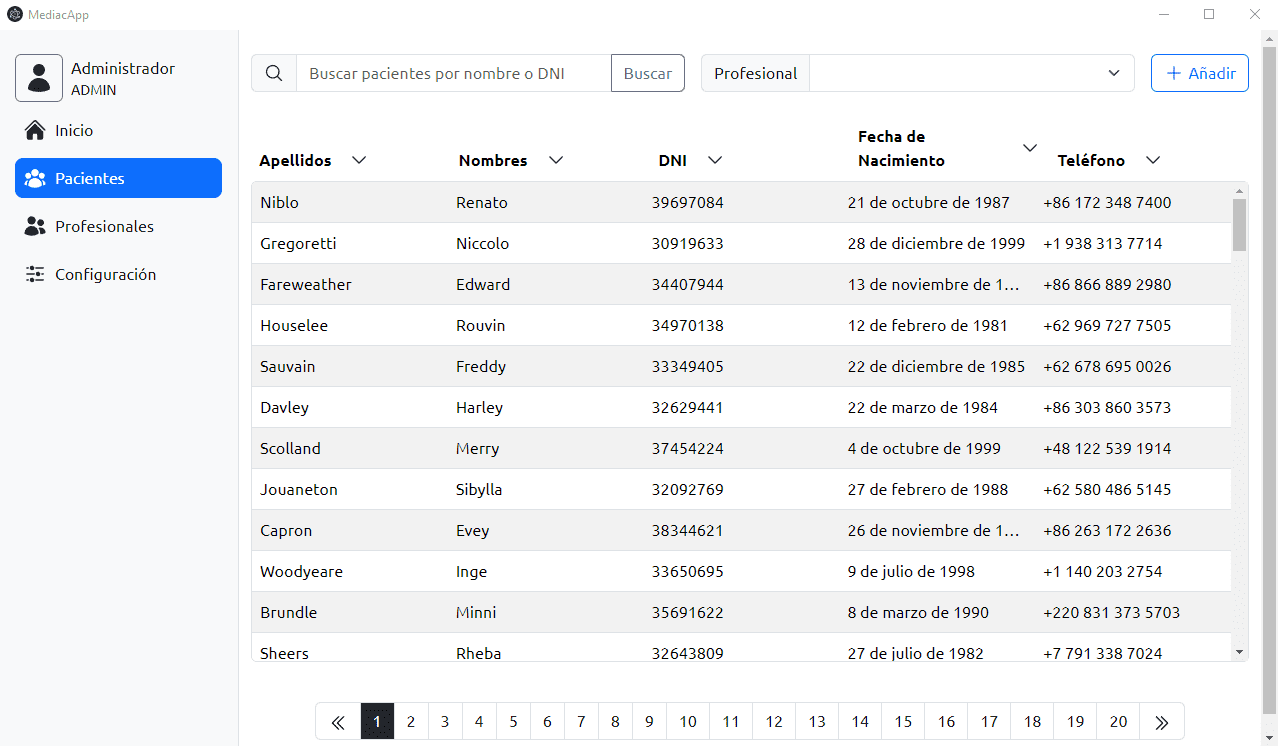 MediacApp
Administrador
ADMIN
Inicio
Pacientes
Profesionales
Configuración
Buscar pacientes por nombre o DNI Buscar Profesional Añadir
Apellidos Nombres DNI Fecha de Nacimiento Teléfono
Niblo Renato 39697084 21 de octubre de 1987 +86 172 348 7400
Gregoretti Niccolo 30919633 28 de diciembre de 1999 +1 938 313 7714
Fareweather Edward 34407944 13 de noviembre de 1… +86 866 889 2980
Houselee Rouvin 34970138 12 de febrero de 1981 +62 969 727 7505
Sauvain Freddy 33349405 22 de diciembre de 1985 +62 678 695 0026
Davley Harley 32629441 22 de marzo de 1984 +86 303 860 3573
Scolland Merry 37454224 4 de octubre de 1999 +48 122 539 1914
Jouaneton Sibylla 32092769 27 de febrero de 1988 +62 580 486 5145
Capron Evey 38344621 26 de noviembre de 1… +86 263 172 2636
Woodyeare Inge 33650695 9 de julio de 1998 +1 140 203 2754
Brundle Minni 35691622 8 de marzo de 1990 +220 831 373 5703
Sheers Rheba 32643809 27 de julio de 1982 +7 791 338 7024
« 1 2 3 4 5 6 7 8 9 10 11 12 13 14 15 16 17 18 19 20 »